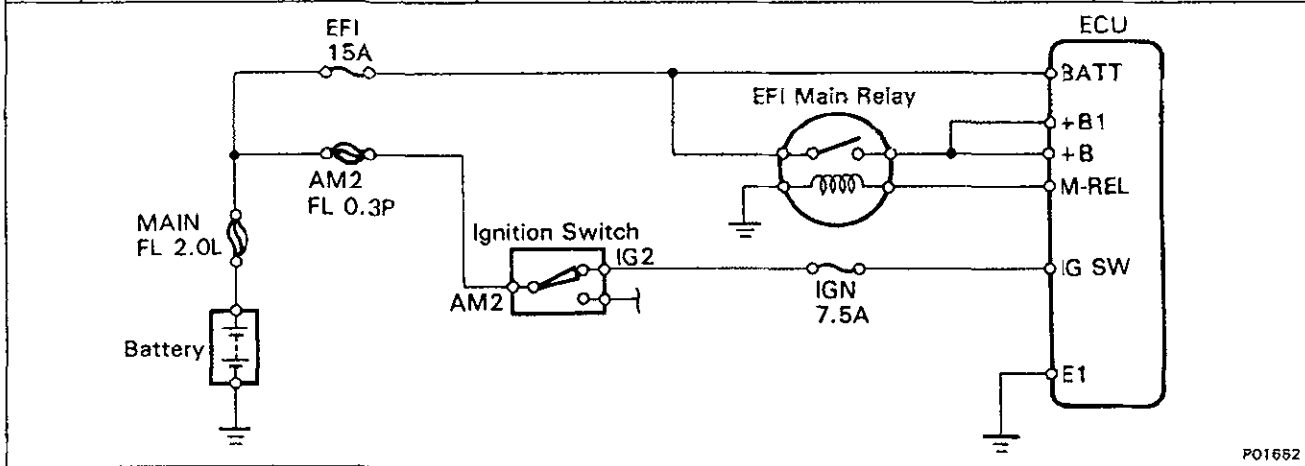 EFI
15A
ECU
BATT
EFI Main Relay
+B1
+B
AM2
FL 0.3P
M-REL
MAIN
FL 2.0L
Ignition Switch
IG2
IG SW
AM2
IGN
7.5A
Battery
E1
P01652